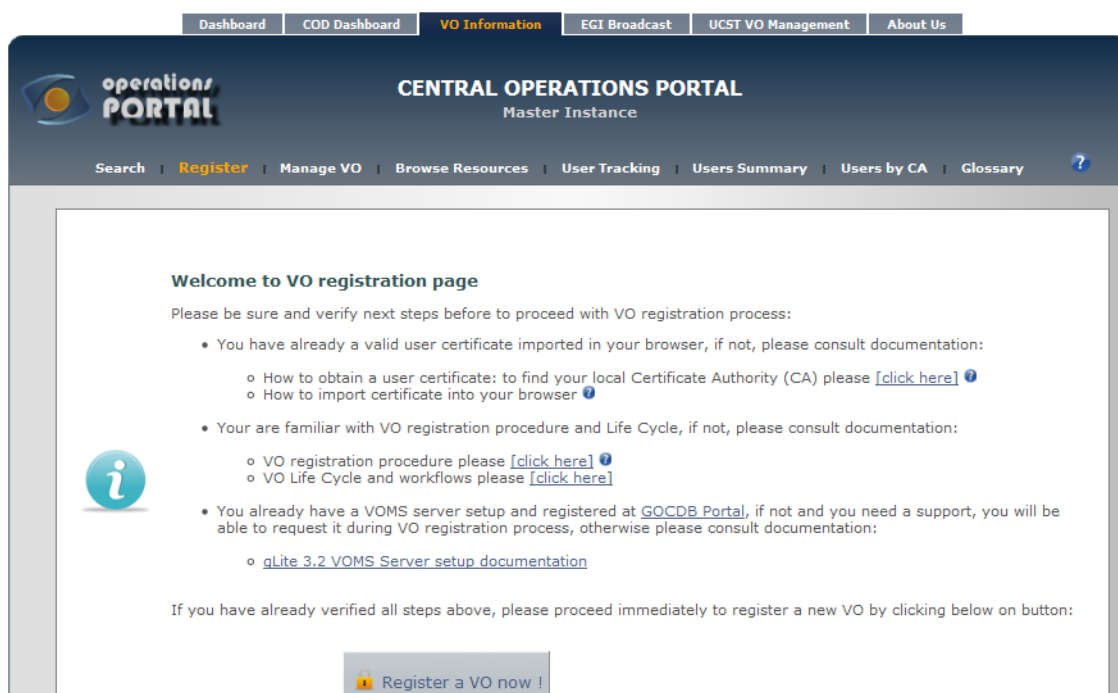 Dashboard COD Dashboard VO Information EGI Broadcast UCST VO Management About Us
operations
PORTAL
CENTRAL OPERATIONS PORTAL
Master Instance
Search | Register | Manage VO | Browse Resources | User Tracking | Users Summary | Users by CA | Glossary ?
Welcome to VO registration page
Please be sure and verify next steps before to proceed with VO registration process:
• You have already a valid user certificate imported in your browser, if not, please consult documentation:
o How to obtain a user certificate: to find your local Certificate Authority (CA) please [click here] ?
o How to import certificate into your browser ?
• Your are familiar with VO registration procedure and Life Cycle, if not, please consult documentation:
o VO registration procedure please [click here] ?
o VO Life Cycle and workflows please [click here]
i
• You already have a VOMS server setup and registered at GOCDB Portal, if not and you need a support, you will be
able to request it during VO registration process, otherwise please consult documentation:
o gLite 3.2 VOMS Server setup documentation
If you have already verified all steps above, please proceed immediately to register a new VO by clicking below on button:
Register a VO now !